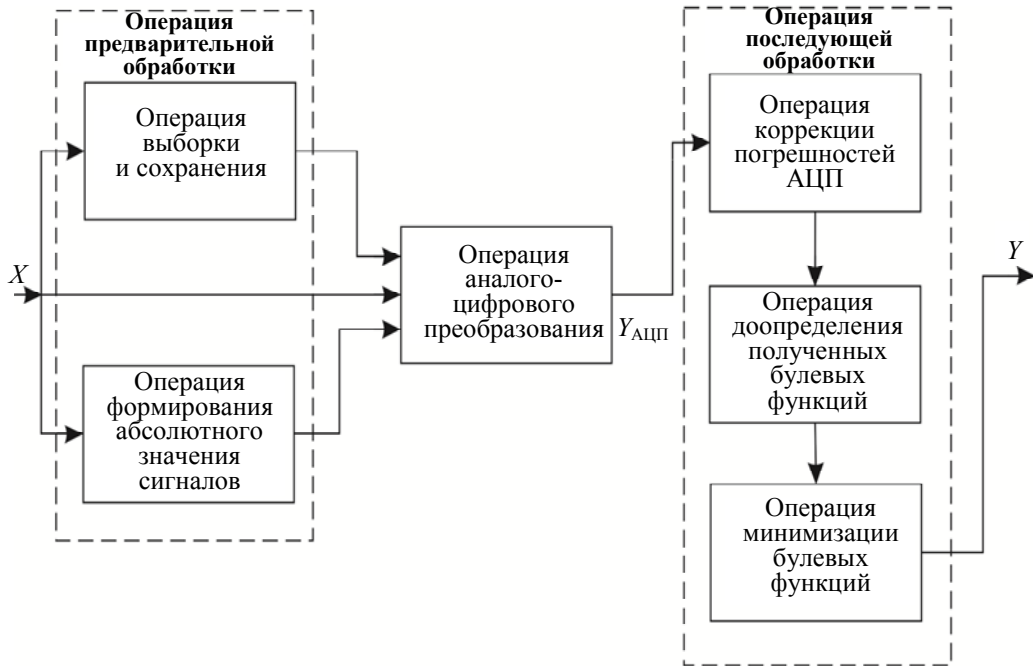 Операция
предварительной
обработки
Операция
выборки
и сохранения
X
Операция
формирования
абсолютного
значения
сигналов
Операция
аналого-
цифрового
преобразования
YАЦП
Операция
последующей
обработки
Операция
коррекции
погрешностей
АЦП
Операция
доопределения
полученных
булевых
функций
Операция
минимизации
булевых
функций
Y